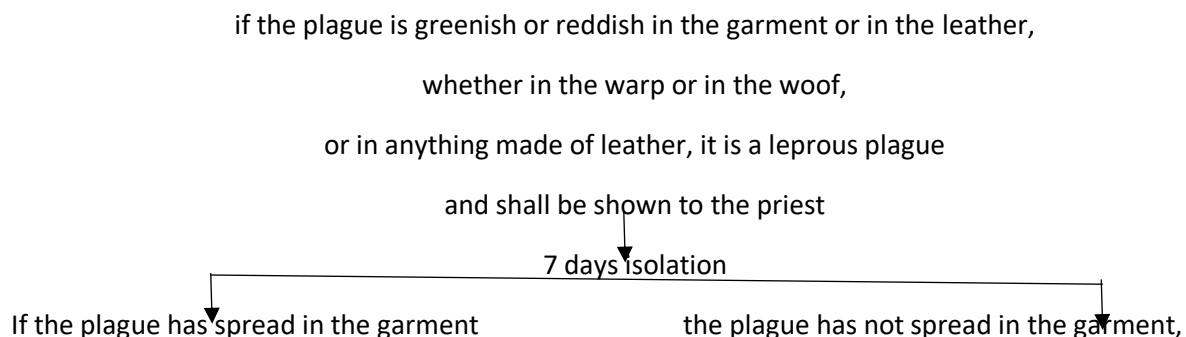 if the plague is greenish or reddish in the garment or in the leather,
whether in the warp or in the woof,
or in anything made of leather, it is a leprous plague
and shall be shown to the priest
7 days isolation
If the plague has spread in the garment
the plague has not spread in the garment,